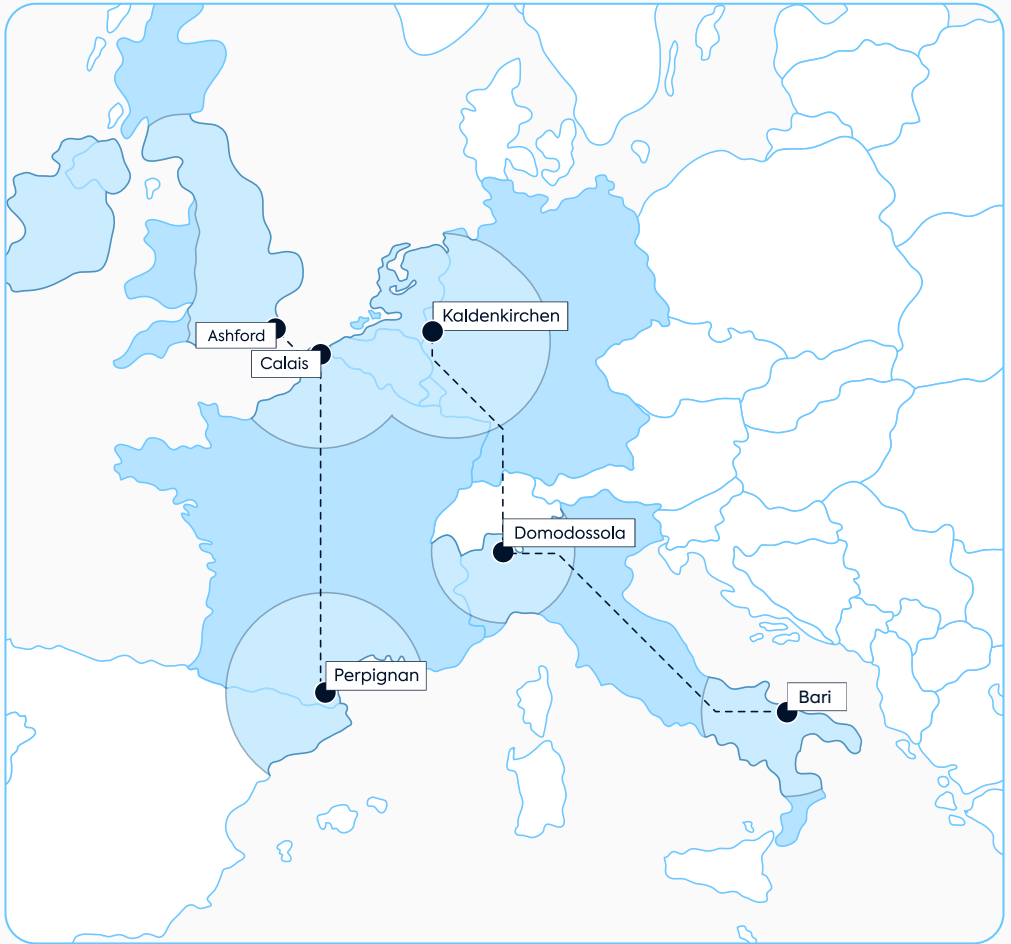 Kaldenkirchen
Ashford
Calais
Domodossola
Perpignan
Bari